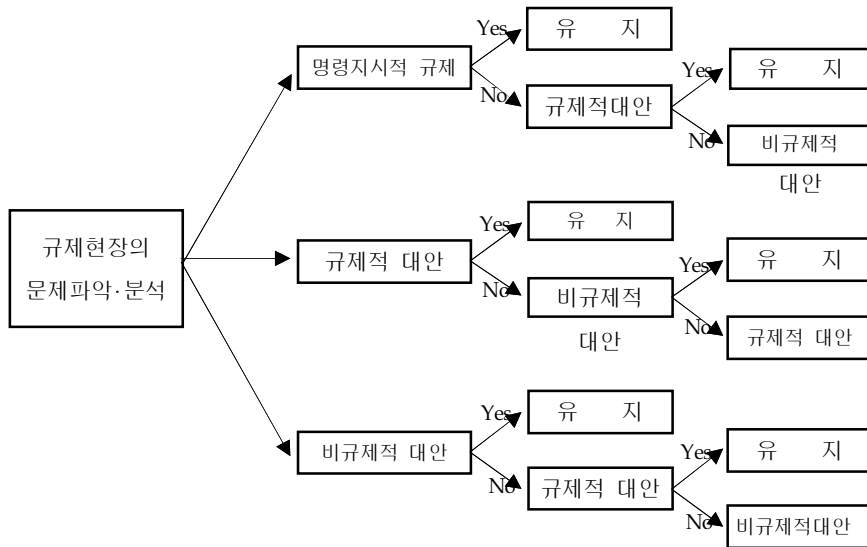 Yes
유 지
명령지시적 규제
Yes
유 지
No
규제적대안
No
비규제적
대안
규제현장의
문제파악·분석
Yes
유 지
규제적 대안
Yes
유 지
No
비규제적
대안
No
규제적 대안
Yes
유 지
비규제적 대안
Yes
유 지
No
규제적 대안
No
비규제적대안